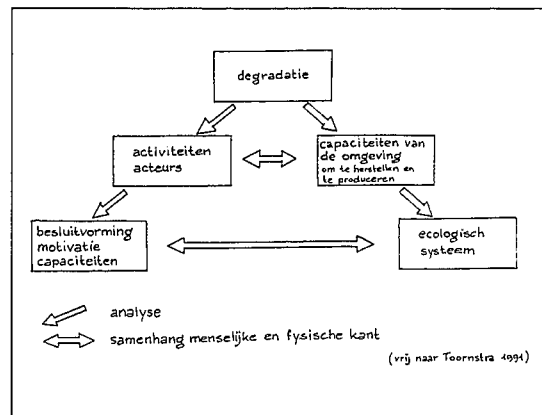 degradatie
activiteiten
acteurs
capaciteiten van
de omgeving
om te herstellen en
te produceren
besluitvorming
motivatie
capaciteiten
ecologisch
systeem
analyse
samenhang menselijke en fysische kant
(vrij naar Toornstra 1991)